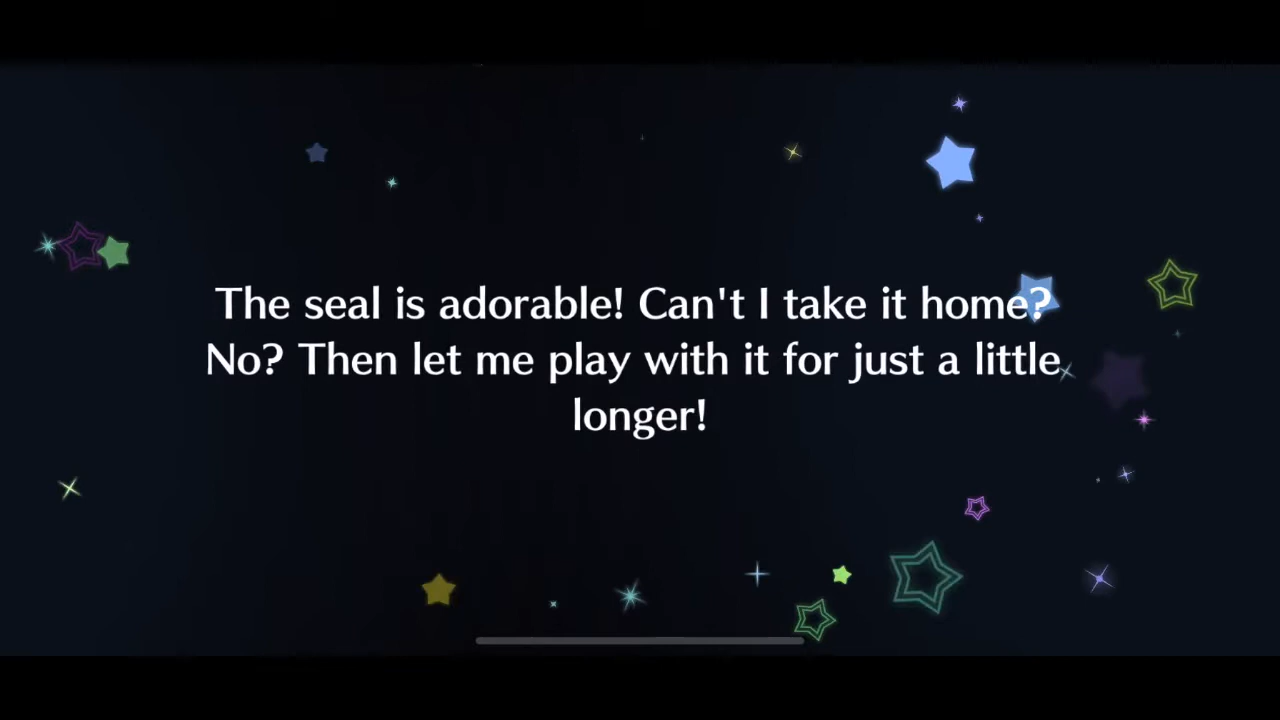 The seal is adorable! Can't I take it home?
No? Then let me play with it for just a little
longer!